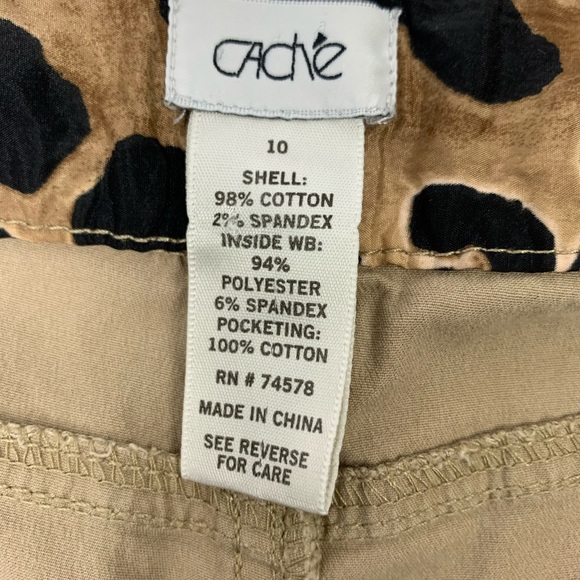 CAChé
10
SHELL:
98% COTTON
2% SPANDEX
INSIDE WB:
94%
POLYESTER
6% SPANDEX
POCKETING:
100% COTTON
RN # 74578
MADE IN CHINA
SEE REVERSE
FOR CARE